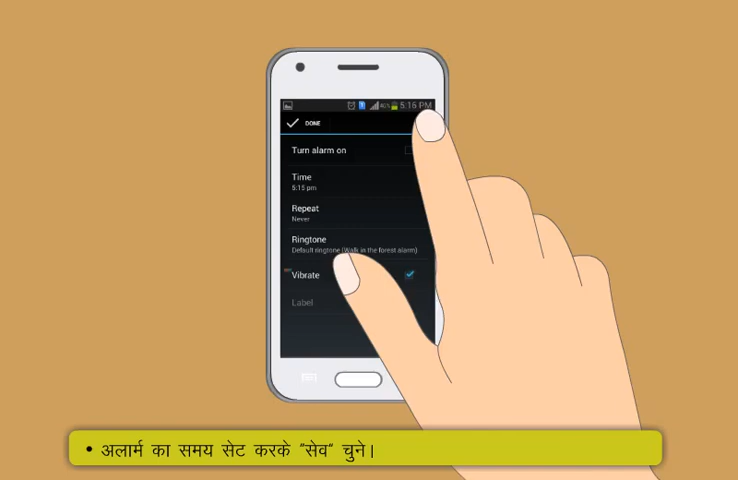 5:15 PM
DONE
Turn alarm on
Time
5:15 pm
Repeat
Never
Ringtone
Default ringtone (Walk in the forest alarm)
Vibrate
Label
• अलार्म का समय सेट करके "सेव" चुने।